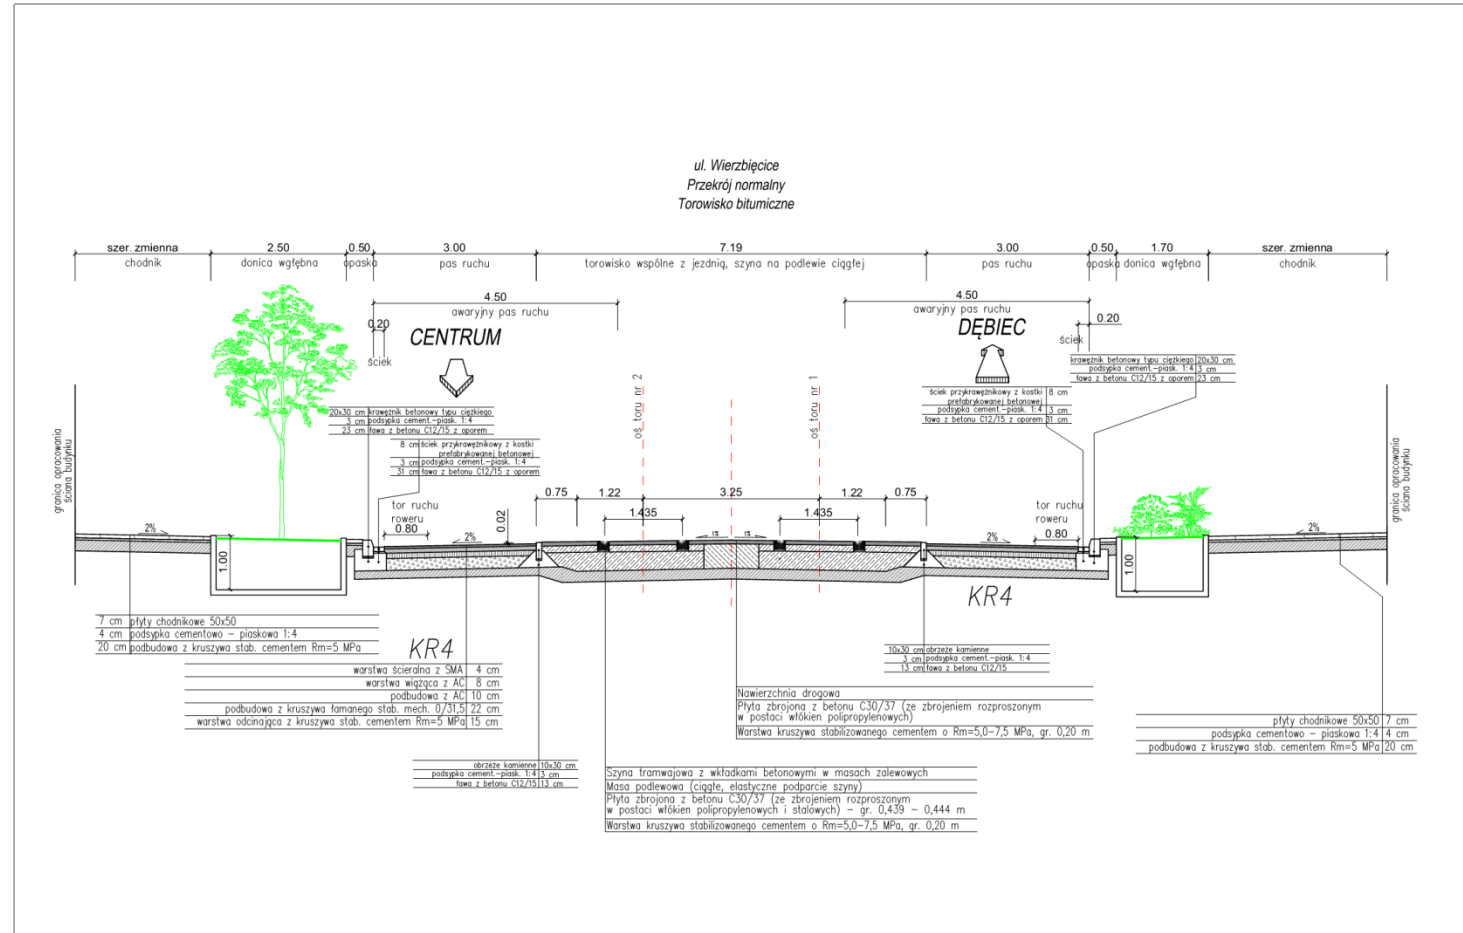 ul. Wierzbięcice
Przekrój normalny
Torowisko bitumiczne
szer. zmienna 2.50 0.50 3.00 7.19 3.00 0.50 1.70 szer. zmienna
chodnik donica wgłębna opaska pas ruchu torowisko wspólne z jezdnią, szyna na podlewie ciągłej pas ruchu opaska donica wgłębna chodnik
4.50 4.50
awaryjny pas ruchu awaryjny pas ruchu
0.20 0.20
ściek ściek
CENTRUM DĘBIEC
krawężnik betonowy typu ciężkiego 20x30 cm
podsypka cement.-piask. 1:4 3 cm
ława z betonu C12/15 z oporem 23 cm
ściek przykrawężnikowy z kostki 8 cm
prefabrykowanej betonowej
podsypka cement.-piask. 1:4 3 cm
ława z betonu C12/15 z oporem 31 cm
20x30 cm krawężnik betonowy typu ciężkiego
3 cm podsypka cement.-piask. 1:4
23 cm ława z betonu C12/15 z oporem
8 cm ściek przykrawężnikowy z kostki
prefabrykowanej betonowej
3 cm podsypka cement.-piask. 1:4
31 cm ława z betonu C12/15 z oporem
granica opracowania
ściana budynku
oś toru nr 2
oś toru nr 1
granica opracowania
ściana budynku
0.75 1.22 3.25 1.22 0.75
1.435 1.435
tor ruchu
roweru
0.80
0.02
tor ruchu
roweru
0.80
2% 2% 1% 1% 2% 2%
1.00 1.00
KR4
7 cm płyty chodnikowe 50x50
4 cm podsypka cementowo - piaskowa 1:4
20 cm podbudowa z kruszywa stab. cementem Rm=5 MPa
KR4
warstwa ścieralna z SMA 4 cm
warstwa wiążąca z AC 8 cm
podbudowa z AC 10 cm
podbudowa z kruszywa łamanego stab. mech. 0/31,5 22 cm
warstwa odcinająca z kruszywa stab. cementem Rm=5 MPa 15 cm
10x30 cm obrzeże kamienne
3 cm podsypka cement.-piask. 1:4
13 cm ława z betonu C12/15
Nawierzchnia drogowa
Płyta zbrojona z betonu C30/37 (ze zbrojeniem rozproszonym
w postaci włókien polipropylenowych)
Warstwa kruszywa stabilizowanego cementem o Rm=5,0-7,5 MPa, gr. 0,20 m
płyty chodnikowe 50x50 7 cm
podsypka cementowo - piaskowa 1:4 4 cm
podbudowa z kruszywa stab. cementem Rm=5 MPa 20 cm
obrzeże kamienne 10x30 cm
podsypka cement.-piask. 1:4 3 cm
ława z betonu C12/15 13 cm
Szyna tramwajowa z wkładkami betonowymi w masach zalewowych
Masa podlewowa (ciągłe, elastyczne podparcie szyny)
Płyta zbrojona z betonu C30/37 (ze zbrojeniem rozproszonym
w postaci włókien polipropylenowych i stalowych) - gr. 0,439 - 0,444 m
Warstwa kruszywa stabilizowanego cementem o Rm=5,0-7,5 MPa, gr. 0,20 m